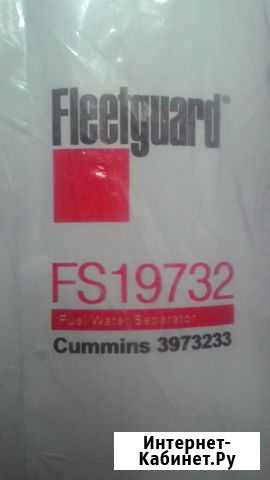 Fleetguard®
FS19732
Fuel Water Separator
Cummins 3973233
Интернет-
Кабинет.Ру